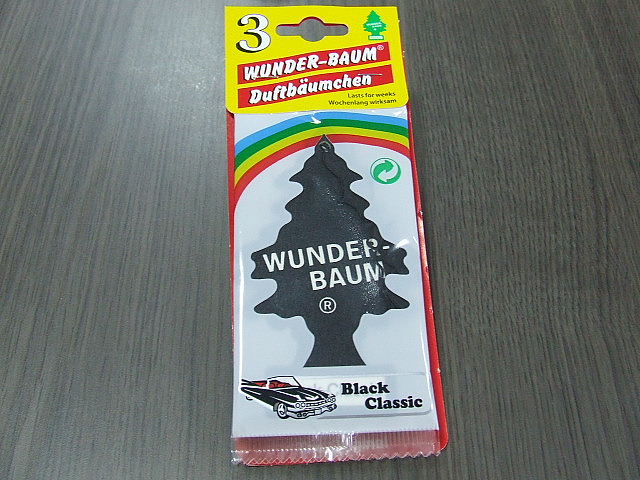 3
WUNDER-BAUM®
Duftbäumchen
Lasts for weeks
Wochenlang wirksam
WUNDER-
BAUM
®
Black
Classic